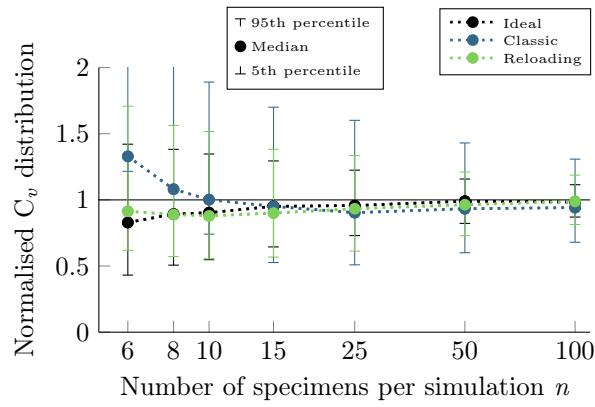 95th percentile
Median
5th percentile
Ideal
Classic
Reloading
Normalised Cᵥ distribution
2
1.5
1
0.5
0
6 8 10 15 25 50 100
Number of specimens per simulation n